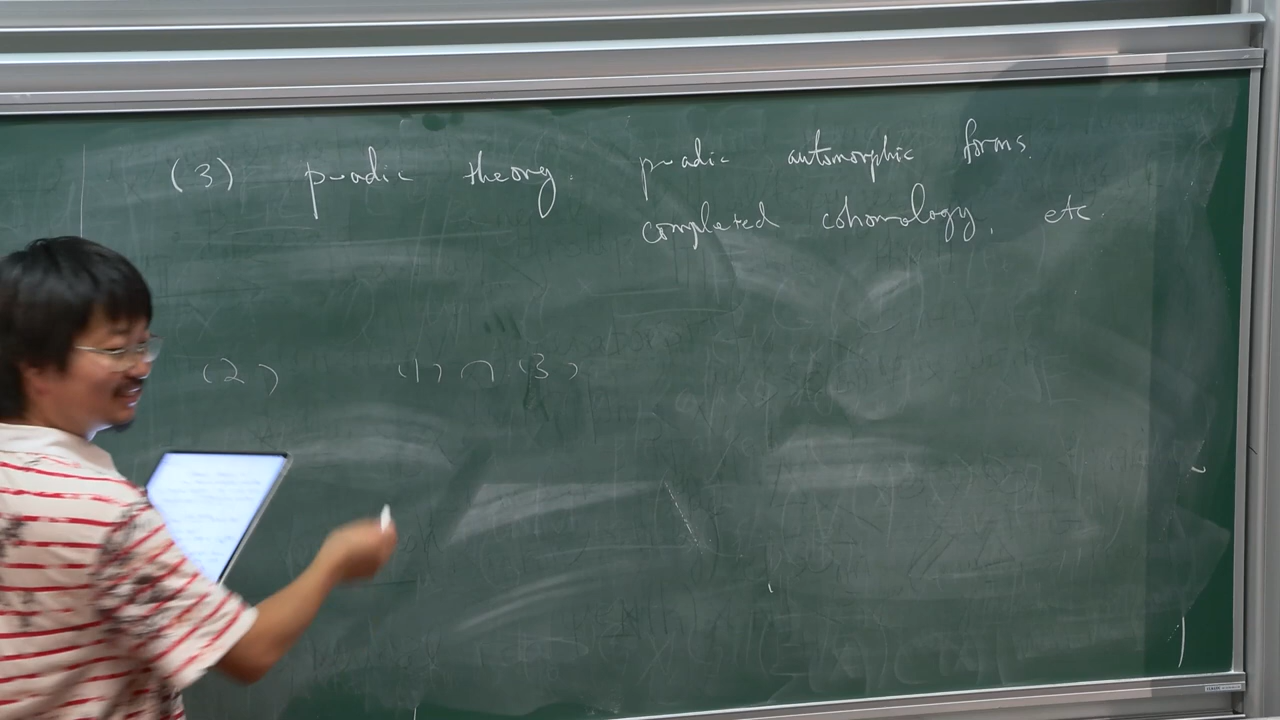 (3) p-adic theory. p-adic automorphic forms.
completed cohomology, etc.
(2) (1) ∩ (3)